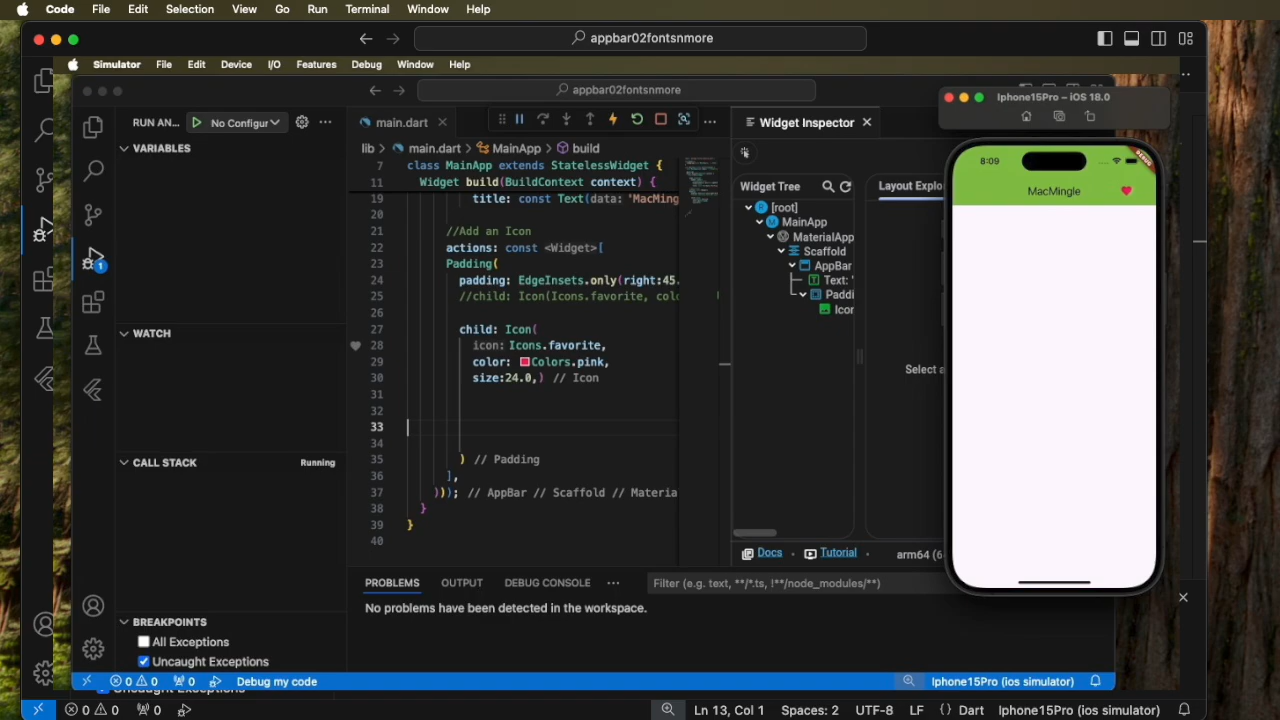 Code File Edit Selection View Go Run Terminal Window Help
appbar02fontsnmore
Simulator File Edit Device I/O Features Debug Window Help
appbar02fontsnmore
Iphone15Pro – iOS 18.0
RUN AN... No Configur
main.dart
Widget Inspector
VARIABLES
lib > main.dart > MainApp > build
7 class MainApp extends StatelessWidget {
11 Widget build(BuildContext context) {
19 title: const Text(data: 'MacMing
20
21 //Add an Icon
22 actions: const <Widget>[
23 Padding(
24 padding: EdgeInsets.only(right:45.
25 //child: Icon(Icons.favorite, colo
26
27 child: Icon(
28 icon: Icons.favorite,
29 color: Colors.pink,
30 size:24.0,) // Icon
31
32
33
34
35 ) // Padding
36 ],
37 ))); // AppBar // Scaffold // Materia
38 }
39 }
40
Widget Tree
Layout Explo
[root]
MainApp
MaterialApp
Scaffold
AppBar
Text: '
Paddi
Icor
Select a
8:09
DEBUG
MacMingle
WATCH
CALL STACK Running
Docs • Tutorial • arm64 (6
PROBLEMS OUTPUT DEBUG CONSOLE ...
Filter (e.g. text, **/*.ts, !**/node_modules/**)
No problems have been detected in the workspace.
BREAKPOINTS
All Exceptions
Uncaught Exceptions
1
0 0 0 Debug my code Iphone15Pro (ios simulator)
Uncaught Exceptions
0 0 0 Ln 13, Col 1 Spaces: 2 UTF-8 LF {} Dart Iphone15Pro (ios simulator)